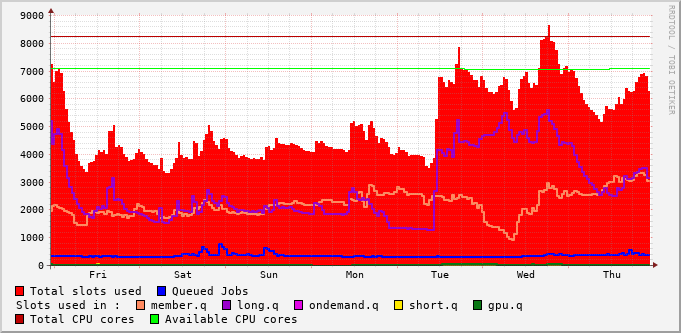 9000
8000
7000
6000
5000
4000
3000
2000
1000
0
Fri Sat Sun Mon Tue Wed Thu
Total slots used Queued Jobs
Slots used in : member.q long.q ondemand.q short.q gpu.q
Total CPU cores Available CPU cores
RRDTOOL / TOBI OETIKER